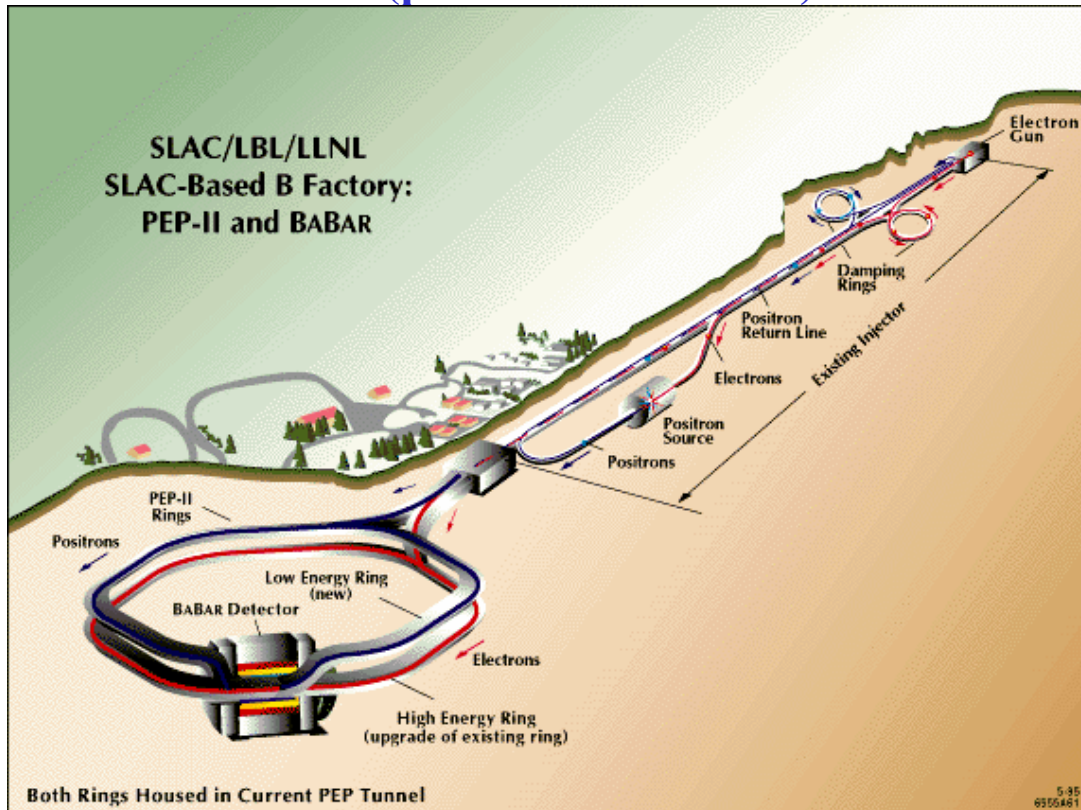 SLAC/LBL/LLNL
SLAC-Based B Factory:
PEP-II and BABAR
Electron
Gun
Damping
Rings
Positron
Return Line
Existing Injector
Electrons
Positron
Source
Positrons
PEP-II
Rings
Positrons
Low Energy Ring
(new)
BABAR Detector
Electrons
High Energy Ring
(upgrade of existing ring)
Both Rings Housed in Current PEP Tunnel
5-95